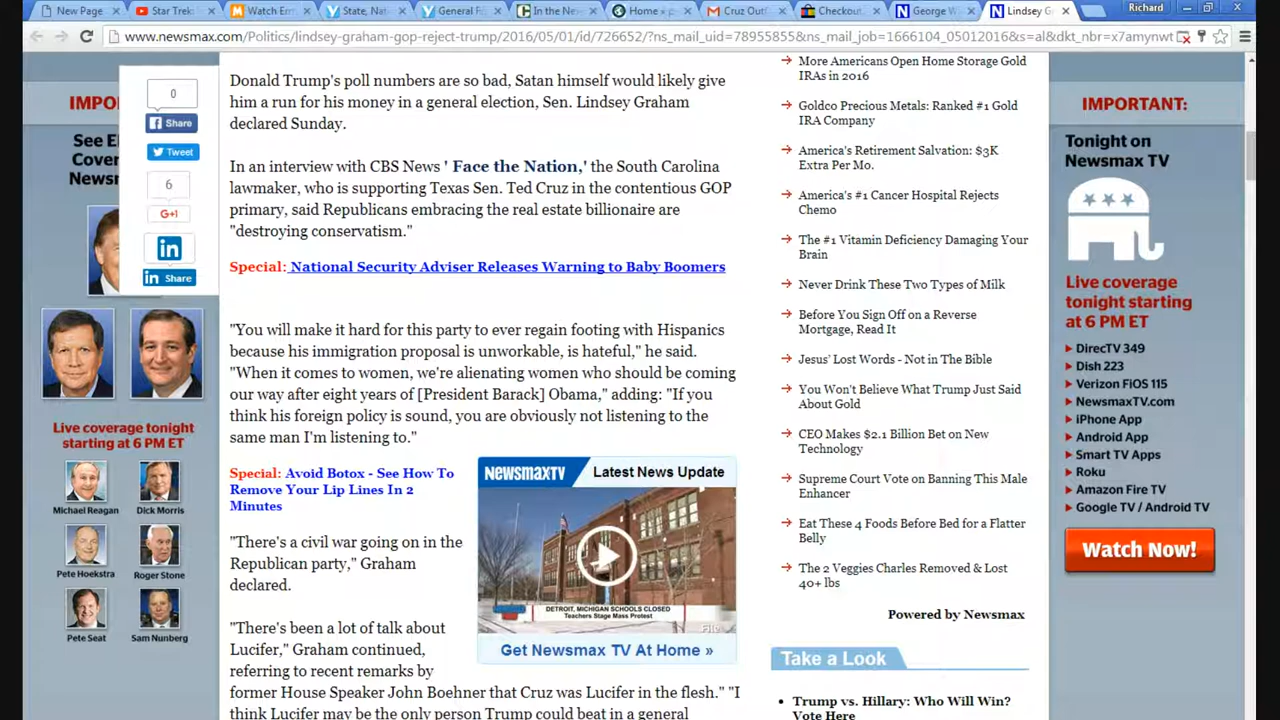 New Page
Star Trek
Watch Em
State, Nat
General F
In the Ne
Home » p
Gmail Cruz Out
Checkout
George W
Lindsey G
Richard
www.newsmax.com/Politics/lindsey-graham-gop-reject-trump/2016/05/01/id/726652/?ns_mail_uid=78955855&ns_mail_job=1666104_05012016&s=al&dkt_nbr=x7amynwt
IMPO
See El
Cover
Newsm
0
Share
Tweet
6
G+1
in
in Share
Live coverage tonight
starting at 6 PM ET
Michael Reagan
Dick Morris
Pete Hoekstra
Roger Stone
Pete Seat
Sam Nunberg
Donald Trump's poll numbers are so bad, Satan himself would likely give
him a run for his money in a general election, Sen. Lindsey Graham
declared Sunday.
In an interview with CBS News ' Face the Nation,' the South Carolina
lawmaker, who is supporting Texas Sen. Ted Cruz in the contentious GOP
primary, said Republicans embracing the real estate billionaire are
"destroying conservatism."
Special: National Security Adviser Releases Warning to Baby Boomers
"You will make it hard for this party to ever regain footing with Hispanics
because his immigration proposal is unworkable, is hateful," he said.
"When it comes to women, we're alienating women who should be coming
our way after eight years of [President Barack] Obama," adding: "If you
think his foreign policy is sound, you are obviously not listening to the
same man I'm listening to."
Special: Avoid Botox - See How To
Remove Your Lip Lines In 2
Minutes
"There's a civil war going on in the
Republican party," Graham
declared.
"There's been a lot of talk about
Lucifer," Graham continued,
referring to recent remarks by
former House Speaker John Boehner that Cruz was Lucifer in the flesh." "I
think Lucifer may be the only person Trump could beat in a general
NEWSMAXTV Latest News Update
DETROIT, MICHIGAN SCHOOLS CLOSED
Teachers Stage Mass Protest
File
Get Newsmax TV At Home »
More Americans Open Home Storage Gold
IRAs in 2016
Goldco Precious Metals: Ranked #1 Gold
IRA Company
America's Retirement Salvation: $3K
Extra Per Mo.
America's #1 Cancer Hospital Rejects
Chemo
The #1 Vitamin Deficiency Damaging Your
Brain
Never Drink These Two Types of Milk
Before You Sign Off on a Reverse
Mortgage, Read It
Jesus' Lost Words - Not in The Bible
You Won't Believe What Trump Just Said
About Gold
CEO Makes $2.1 Billion Bet on New
Technology
Supreme Court Vote on Banning This Male
Enhancer
Eat These 4 Foods Before Bed for a Flatter
Belly
The 2 Veggies Charles Removed & Lost
40+ lbs
Powered by Newsmax
Take a Look
Trump vs. Hillary: Who Will Win?
Vote Here
IMPORTANT:
Tonight on
Newsmax TV
Live coverage
tonight starting
at 6 PM ET
DirecTV 349
Dish 223
Verizon FiOS 115
NewsmaxTV.com
iPhone App
Android App
Smart TV Apps
Roku
Amazon Fire TV
Google TV / Android TV
Watch Now!